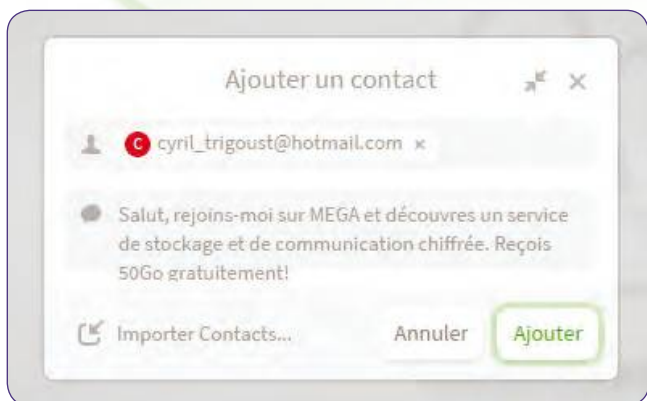 Ajouter un contact
C cyril_trigoust@hotmail.com ×
Salut, rejoins-moi sur MEGA et découvres un service
de stockage et de communication chiffrée. Reçois
50Go gratuitement!
Importer Contacts... Annuler Ajouter